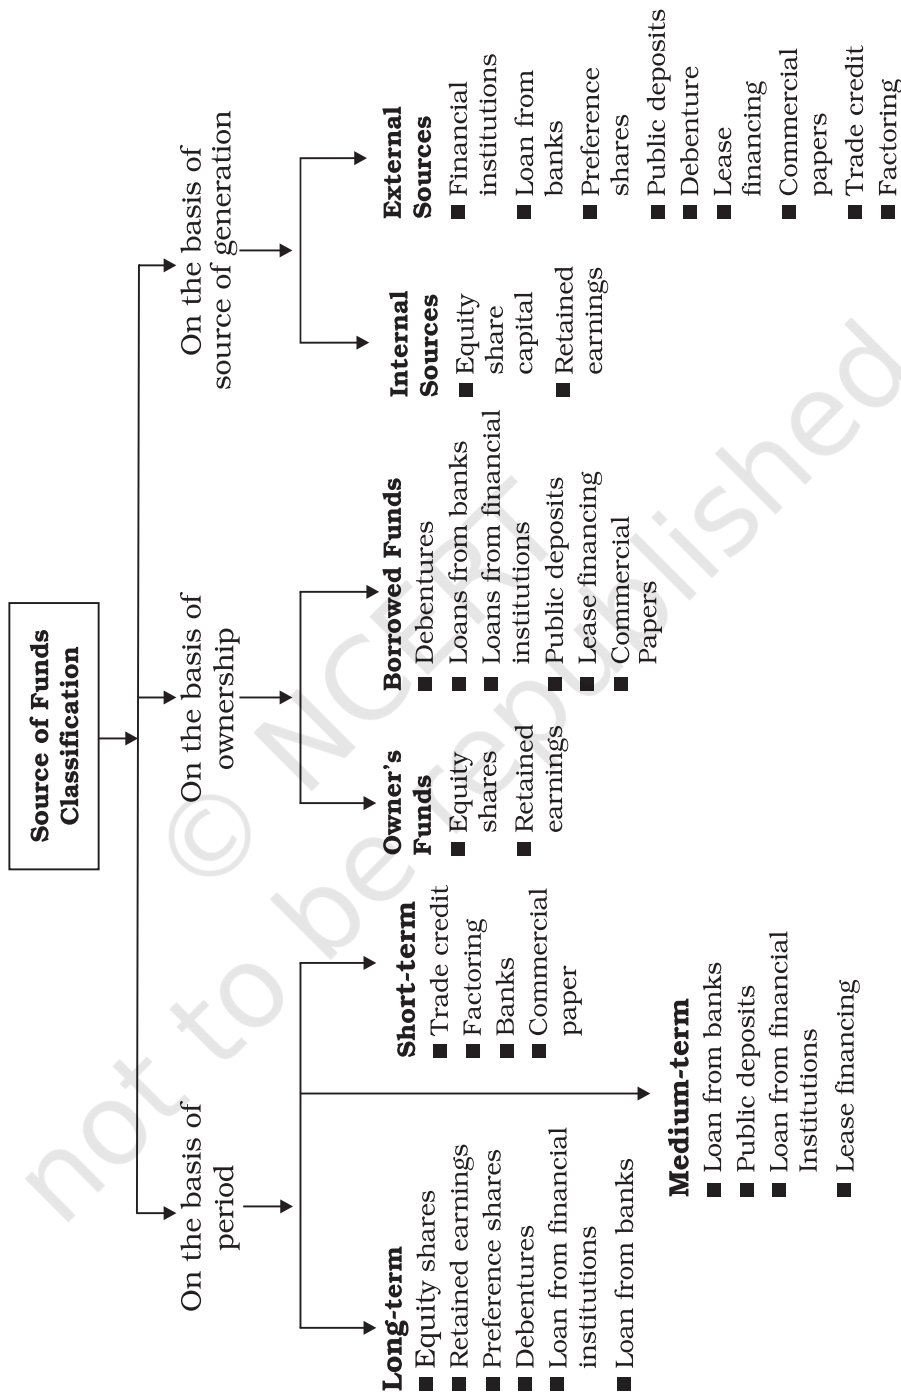 Source of Funds
Classification
On the basis of
period
Long-term
■ Equity shares
■ Retained earnings
■ Preference shares
■ Debentures
■ Loan from financial
institutions
■ Loan from banks
Medium-term
■ Loan from banks
■ Public deposits
■ Loan from financial
Institutions
■ Lease financing
Short-term
■ Trade credit
■ Factoring
■ Banks
■ Commercial
paper
On the basis of
ownership
Owner's
Funds
■ Equity
shares
■ Retained
earnings
Borrowed Funds
■ Debentures
■ Loans from banks
■ Loans from financial
institutions
■ Public deposits
■ Lease financing
■ Commercial
Papers
On the basis of
source of generation
Internal
Sources
■ Equity
share
capital
■ Retained
earnings
External
Sources
■ Financial
institutions
■ Loan from
banks
■ Preference
shares
■ Public deposits
■ Debenture
■ Lease
financing
■ Commercial
papers
■ Trade credit
■ Factoring
© NCERT
not to be republished